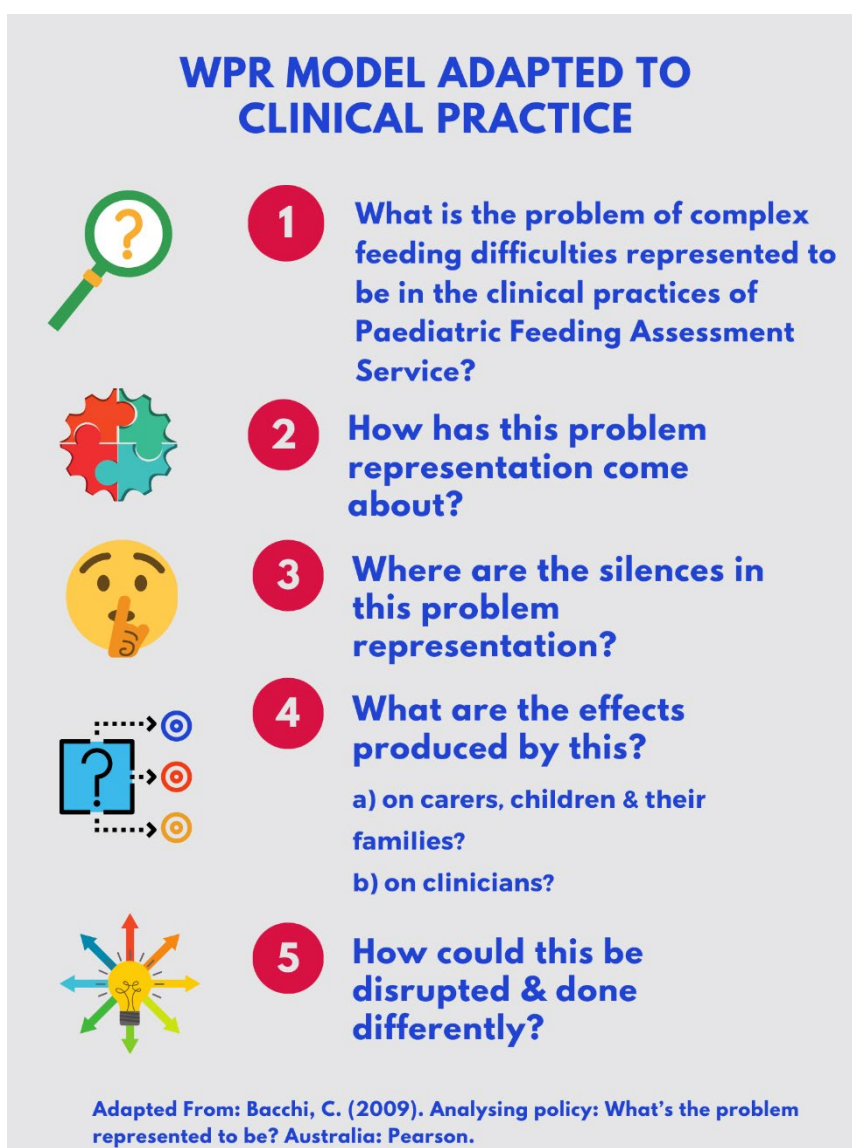 WPR MODEL ADAPTED TO
CLINICAL PRACTICE
1
What is the problem of complex
feeding difficulties represented to
be in the clinical practices of
Paediatric Feeding Assessment
Service?
2
How has this problem
representation come
about?
3
Where are the silences in
this problem
representation?
4
What are the effects
produced by this?
a) on carers, children & their
families?
b) on clinicians?
5
How could this be
disrupted & done
differently?
Adapted From: Bacchi, C. (2009). Analysing policy: What's the problem
represented to be? Australia: Pearson.